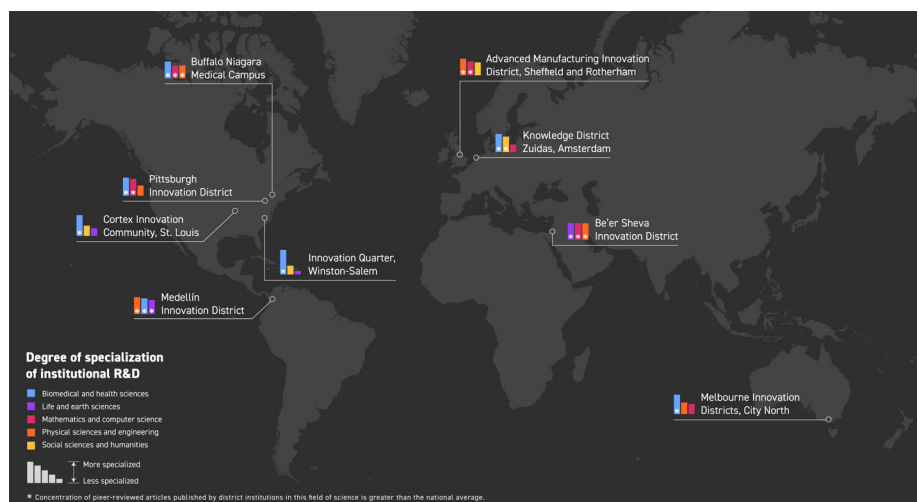 Buffalo Niagara
Medical Campus
Advanced Manufacturing Innovation
District, Sheffield and Rotherham
Knowledge District
Zuidas, Amsterdam
Pittsburgh
Innovation District
Cortex Innovation
Community, St. Louis
Be'er Sheva
Innovation District
Innovation Quarter,
Winston-Salem
Medellín
Innovation District
Degree of specialization
of institutional R&D
Biomedical and health sciences
Life and earth sciences
Mathematics and computer science
Physical sciences and engineering
Social sciences and humanities
More specialized
Less specialized
Melbourne Innovation
Districts, City North
* Concentration of pieer-reviewed articles published by district institutions in this field of science is greater than the national average.